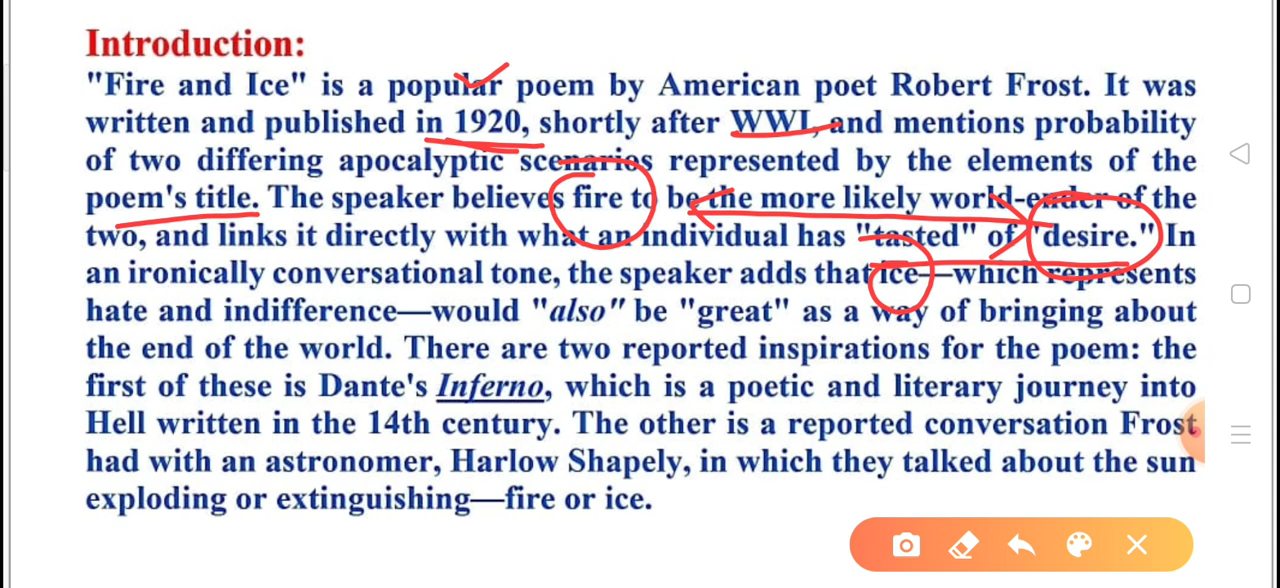 Introduction:
"Fire and Ice" is a popular poem by American poet Robert Frost. It was
written and published in 1920, shortly after WWI, and mentions probability
of two differing apocalyptic scenarios represented by the elements of the
poem's title. The speaker believes fire to be the more likely world-ender of the
two, and links it directly with what an individual has "tasted" of "desire." In
an ironically conversational tone, the speaker adds that ice—which represents
hate and indifference—would "also" be "great" as a way of bringing about
the end of the world. There are two reported inspirations for the poem: the
first of these is Dante's Inferno, which is a poetic and literary journey into
Hell written in the 14th century. The other is a reported conversation Frost
had with an astronomer, Harlow Shapely, in which they talked about the sun
exploding or extinguishing—fire or ice.